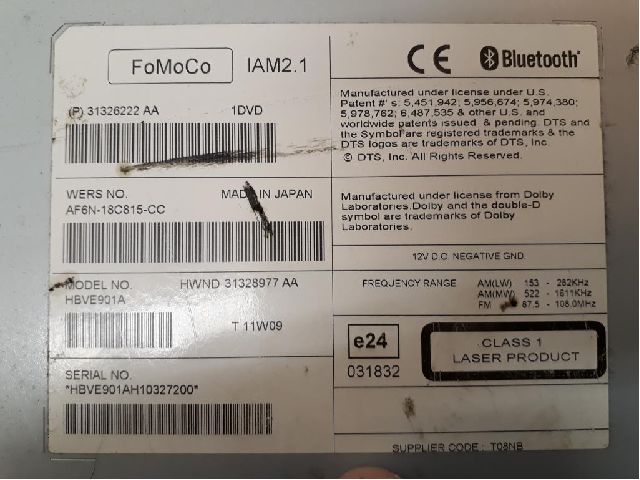 FoMoCo IAM2.1
(P) 31326222 AA 1DVD
WERS NO. MADE IN JAPAN
AF6N-18C815-CC
MODEL NO. HWND 31328977 AA
HBVE901A
T 11W09
SERIAL NO.
*HBVE901AH10327200*
CE Bluetooth®
Manufactured under license under U.S.
Patent #' s: 5,451,942; 5,956,674; 5,974,380;
5,978,762; 6,487,535 & other U.S. and
worldwide patents issued & pending. DTS and
the Symbol are registered trademarks & the
DTS logos are trademarks of DTS, Inc.
© DTS, Inc. All Rights Reserved.
Manufactured under license from Dolby
Laboratories.Dolby and the double-D
symbol are trademarks of Dolby
Laboratories.
12V D.C. NEGATIVE GND
FREQUENCY RANGE AM(LW) 153 - 282KHz
AM(MW) 522 - 1611KHz
FM 87.5 - 108.0MHz
e24
031832
CLASS 1
LASER PRODUCT
SUPPLIER CODE : T08NB